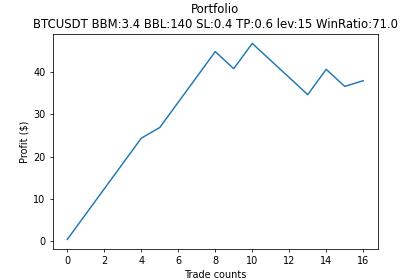 Portfolio
BTCUSDT BBM:3.4 BBL:140 SL:0.4 TP:0.6 lev:15 WinRatio:71.0
Profit ($)
40
30
20
10
0
0 2 4 6 8 10 12 14 16
Trade counts